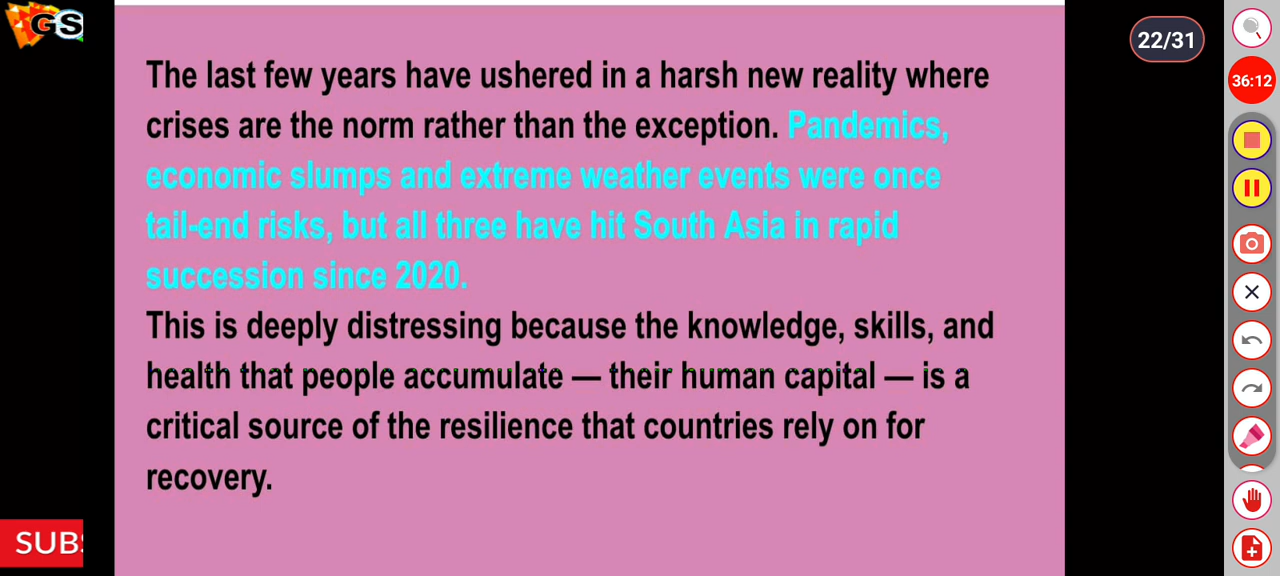 GS
22/31
36:12
The last few years have ushered in a harsh new reality where
crises are the norm rather than the exception. Pandemics,
economic slumps and extreme weather events were once
tail-end risks, but all three have hit South Asia in rapid
succession since 2020.
This is deeply distressing because the knowledge, skills, and
health that people accumulate — their human capital — is a
critical source of the resilience that countries rely on for
recovery.
SUB